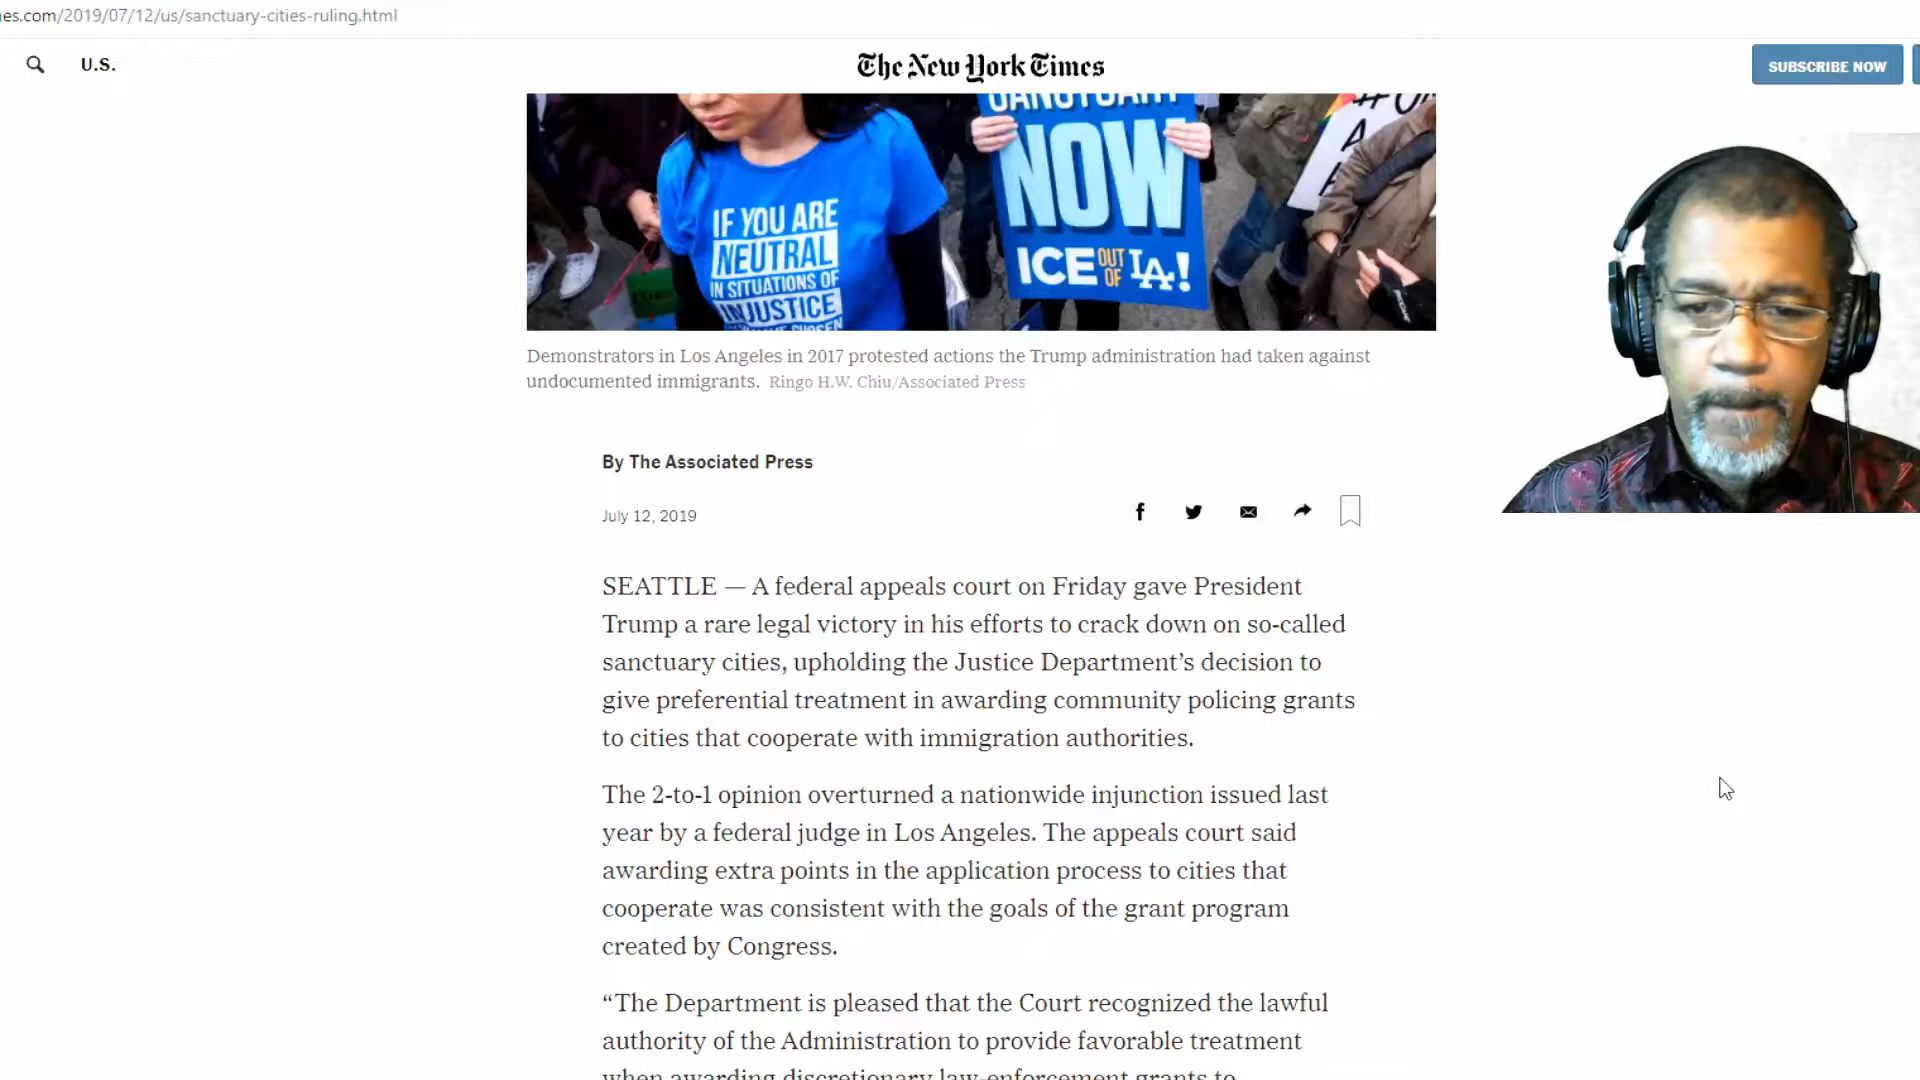 es.com/2019/07/12/us/sanctuary-cities-ruling.html
U.S.
The New York Times
SUBSCRIBE NOW
SANCTUARY
NOW
ICE OUT OF LA!
IF YOU ARE
NEUTRAL
IN SITUATIONS OF
INJUSTICE
Demonstrators in Los Angeles in 2017 protested actions the Trump administration had taken against
undocumented immigrants. Ringo H.W. Chiu/Associated Press
By The Associated Press
July 12, 2019
SEATTLE — A federal appeals court on Friday gave President
Trump a rare legal victory in his efforts to crack down on so-called
sanctuary cities, upholding the Justice Department’s decision to
give preferential treatment in awarding community policing grants
to cities that cooperate with immigration authorities.
The 2-to-1 opinion overturned a nationwide injunction issued last
year by a federal judge in Los Angeles. The appeals court said
awarding extra points in the application process to cities that
cooperate was consistent with the goals of the grant program
created by Congress.
“The Department is pleased that the Court recognized the lawful
authority of the Administration to provide favorable treatment
when awarding discretionary law-enforcement grants to